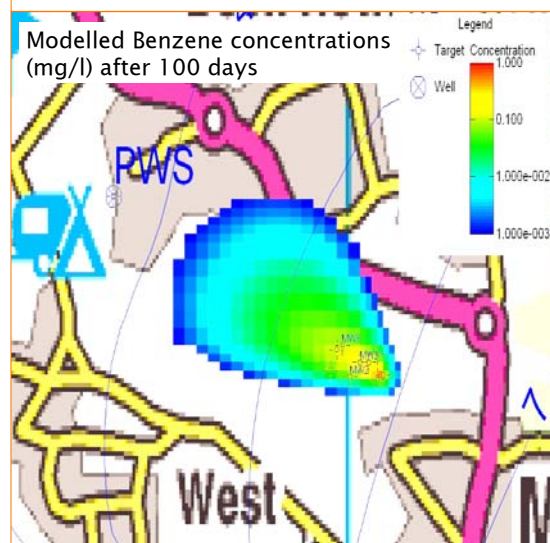 Modelled Benzene concentrations
(mg/l) after 100 days
Legend
Target Concentration
Well
1.000
0.100
1.000e-002
1.000e-003
PWS
West